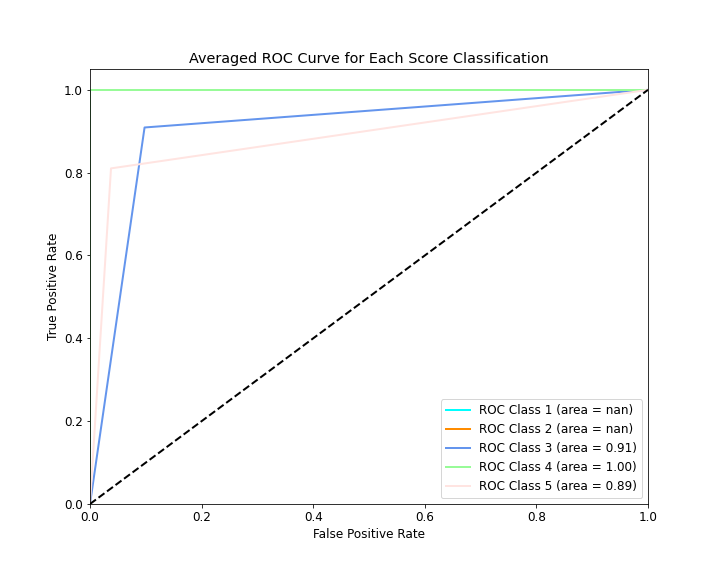 Averaged ROC Curve for Each Score Classification
True Positive Rate
1.0
0.8
0.6
0.4
0.2
0.0
0.0 0.2 0.4 0.6 0.8 1.0
False Positive Rate
ROC Class 1 (area = nan)
ROC Class 2 (area = nan)
ROC Class 3 (area = 0.91)
ROC Class 4 (area = 1.00)
ROC Class 5 (area = 0.89)